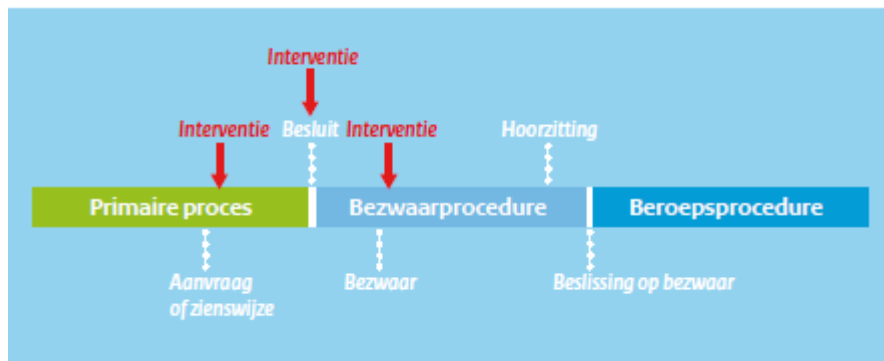 Interventie
Interventie Besluit Interventie Hoorzitting
Primaire proces Bezwaarprocedure Beroepsprocedure
Aanvraag Bezwaar Beslissing op bezwaar
of zienswijze